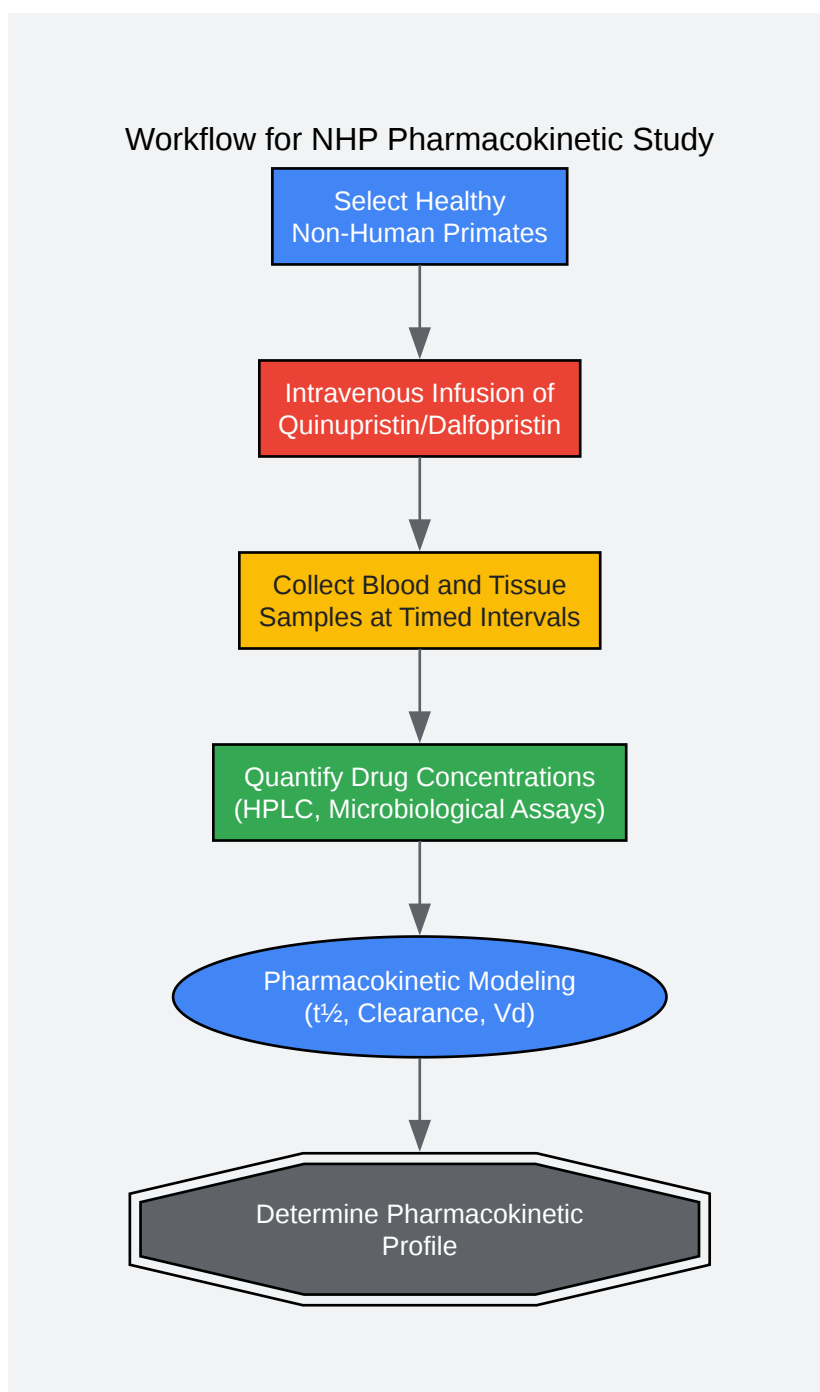 Workflow for NHP Pharmacokinetic Study
Select Healthy
Non-Human Primates
Intravenous Infusion of
Quinupristin/Dalfopristin
Collect Blood and Tissue
Samples at Timed Intervals
Quantify Drug Concentrations
(HPLC, Microbiological Assays)
Pharmacokinetic Modeling
(t½, Clearance, Vd)
Determine Pharmacokinetic
Profile